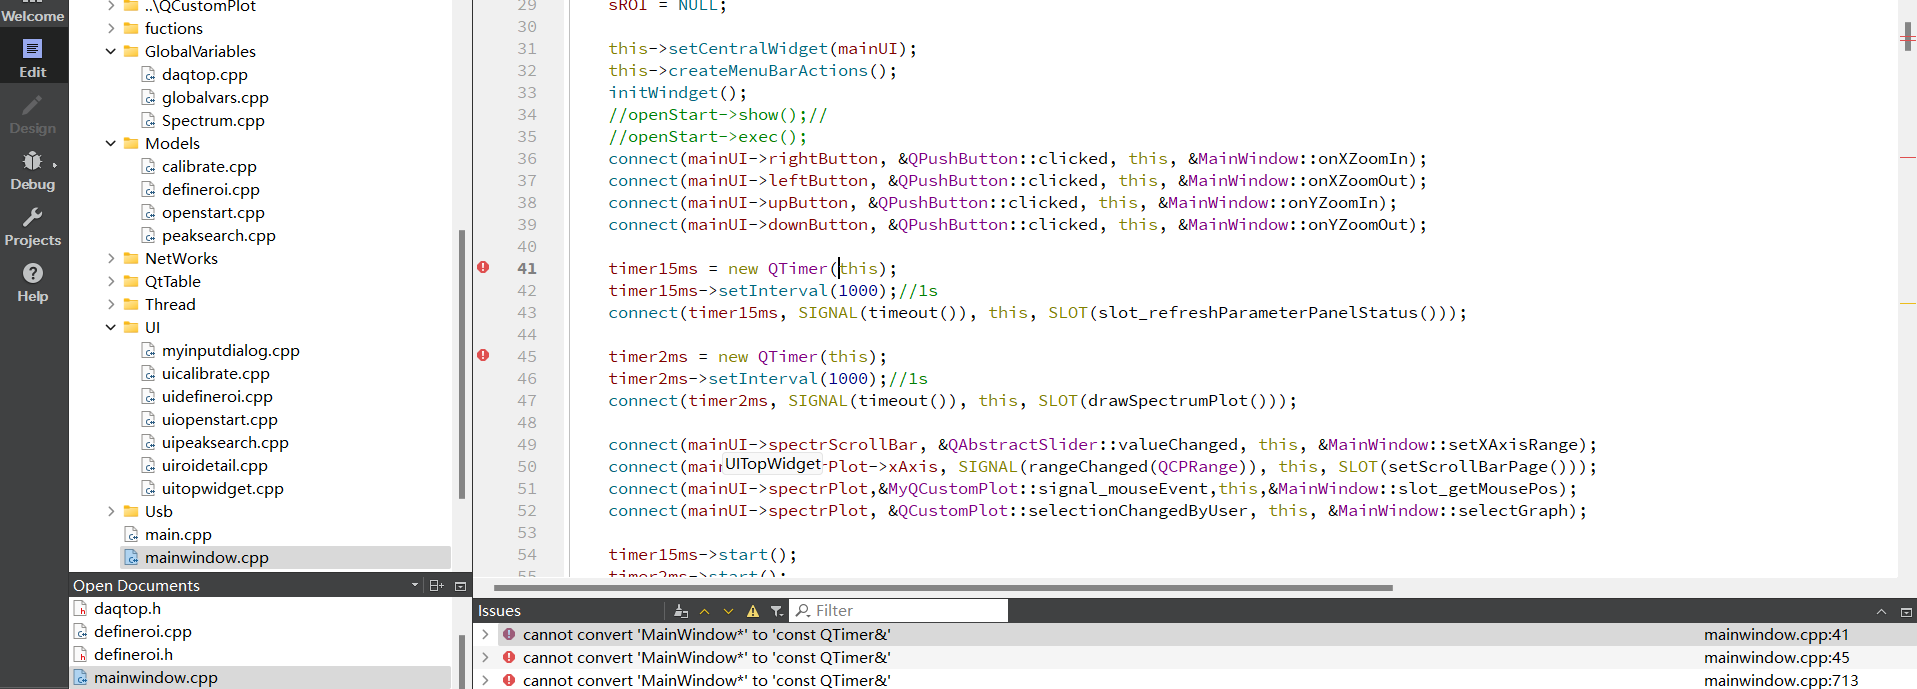 Welcome
Edit
Design
Debug
Projects
Help
..\QCustomPlot
fuctions
GlobalVariables
daqtop.cpp
globalvars.cpp
Spectrum.cpp
Models
calibrate.cpp
defineroi.cpp
openstart.cpp
peaksearch.cpp
NetWorks
QtTable
Thread
UI
myinputdialog.cpp
uicalibrate.cpp
uidefineroi.cpp
uiopenstart.cpp
uipeaksearch.cpp
uiroidetail.cpp
uitopwidget.cpp
Usb
main.cpp
mainwindow.cpp
Open Documents
daqtop.h
defineroi.cpp
defineroi.h
mainwindow.cpp
29 sROI = NULL;
30
31 this->setCentralWidget(mainUI);
32 this->createMenuBarActions();
33 initWindget();
34 //openStart->show();//
35 //openStart->exec();
36 connect(mainUI->rightButton, &QPushButton::clicked, this, &MainWindow::onXZoomIn);
37 connect(mainUI->leftButton, &QPushButton::clicked, this, &MainWindow::onXZoomOut);
38 connect(mainUI->upButton, &QPushButton::clicked, this, &MainWindow::onYZoomIn);
39 connect(mainUI->downButton, &QPushButton::clicked, this, &MainWindow::onYZoomOut);
40
41 timer15ms = new QTimer(this);
42 timer15ms->setInterval(1000);//1s
43 connect(timer15ms, SIGNAL(timeout()), this, SLOT(slot_refreshParameterPanelStatus()));
44
45 timer2ms = new QTimer(this);
46 timer2ms->setInterval(1000);//1s
47 connect(timer2ms, SIGNAL(timeout()), this, SLOT(drawSpectrumPlot()));
48
49 connect(mainUI->spectrScrollBar, &QAbstractSlider::valueChanged, this, &MainWindow::setXAxisRange);
50 connect(mai UITopWidget-Plot->xAxis, SIGNAL(rangeChanged(QCPRange)), this, SLOT(setScrollBarPage()));
51 connect(mainUI->spectrPlot,&MyQCustomPlot::signal_mouseEvent,this,&MainWindow::slot_getMousePos);
52 connect(mainUI->spectrPlot, &QCustomPlot::selectionChangedByUser, this, &MainWindow::selectGraph);
53
54 timer15ms->start();
55 timer2ms->start();
Issues Filter
cannot convert 'MainWindow*' to 'const QTimer&' mainwindow.cpp:41
cannot convert 'MainWindow*' to 'const QTimer&' mainwindow.cpp:45
cannot convert 'MainWindow*' to 'const QTimer&' mainwindow.cpp:713